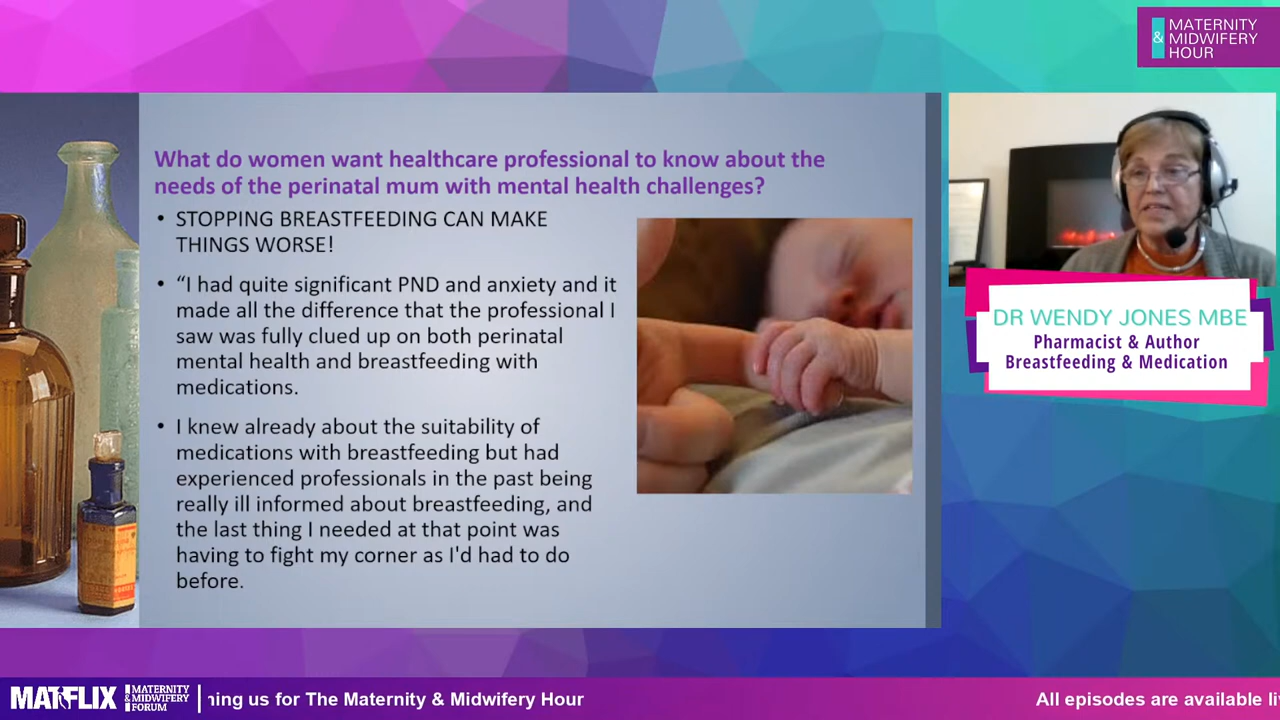 MATERNITY
& MIDWIFERY
HOUR
What do women want healthcare professional to know about the
needs of the perinatal mum with mental health challenges?
• STOPPING BREASTFEEDING CAN MAKE
THINGS WORSE!
• “I had quite significant PND and anxiety and it
made all the difference that the professional I
saw was fully clued up on both perinatal
mental health and breastfeeding with
medications.
• I knew already about the suitability of
medications with breastfeeding but had
experienced professionals in the past being
really ill informed about breastfeeding, and
the last thing I needed at that point was
having to fight my corner as I'd had to do
before.
DR WENDY JONES MBE
Pharmacist & Author
Breastfeeding & Medication
MATFLIX
MATERNITY
& MIDWIFERY
FORUM
us for The Maternity & Midwifery Hour
All episodes are available